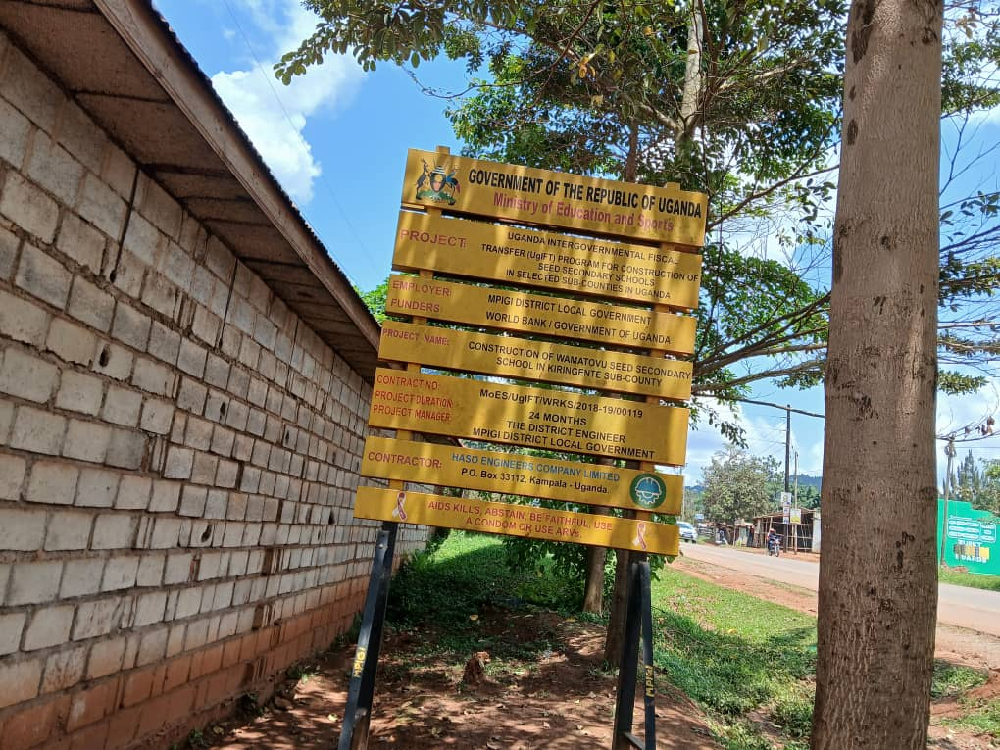 GOVERNMENT OF THE REPUBLIC OF UGANDA
Ministry of Education and Sports
PROJECT: UGANDA INTERGOVERNMENTAL FISCAL
TRANSFER (UgIFT) PROGRAM FOR CONSTRUCTION OF
SEED SECONDARY SCHOOLS
IN SELECTED SUB-COUNTIES IN UGANDA
EMPLOYER: MPIGI DISTRICT LOCAL GOVERNMENT
FUNDERS: WORLD BANK / GOVERNMENT OF UGANDA
PROJECT NAME: CONSTRUCTION OF WAMATOVU SEED SECONDARY
SCHOOL IN KIRINGENTE SUB-COUNTY
CONTRACT NO: MoES/UgIFT/WRKS/2018-19/00119
PROJECT DURATION: 24 MONTHS
PROJECT MANAGER: THE DISTRICT ENGINEER
MPIGI DISTRICT LOCAL GOVERNMENT
CONTRACTOR: HASO ENGINEERS COMPANY LIMITED
P.O. Box 33112, Kampala - Uganda.
AIDS KILLS, ABSTAIN, BE FAITHFUL, USE
A CONDOM OR USE ARVs.
MPIGI